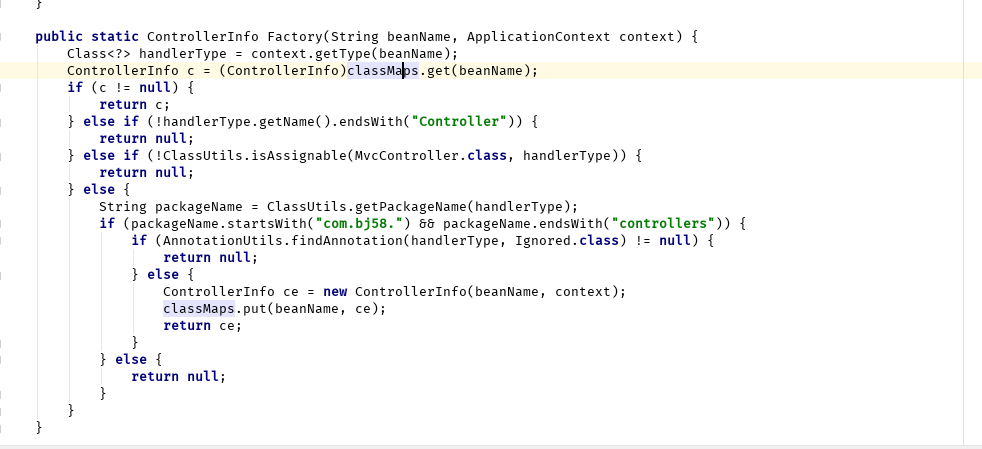 }
public static ControllerInfo Factory(String beanName, ApplicationContext context) {
Class<?> handlerType = context.getType(beanName);
ControllerInfo c = (ControllerInfo)classMaps.get(beanName);
if (c != null) {
return c;
} else if (!handlerType.getName().endsWith("Controller")) {
return null;
} else if (!ClassUtils.isAssignable(MvcController.class, handlerType)) {
return null;
} else {
String packageName = ClassUtils.getPackageName(handlerType);
if (packageName.startsWith("com.bj58.") && packageName.endsWith("controllers")) {
if (AnnotationUtils.findAnnotation(handlerType, Ignored.class) != null) {
return null;
} else {
ControllerInfo ce = new ControllerInfo(beanName, context);
classMaps.put(beanName, ce);
return ce;
}
} else {
return null;
}
}
}